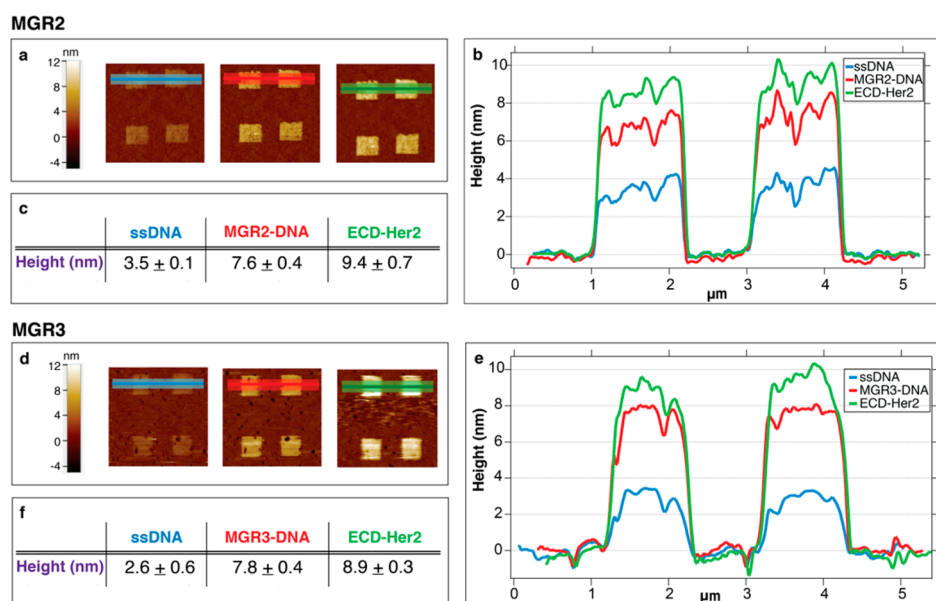 MGR2
a
nm
12
8
4
0
-4
b
ssDNA
MGR2-DNA
ECD-Her2
Height (nm)
10
8
6
4
2
0
0 1 2 3 4 5
µm
c
ssDNA MGR2-DNA ECD-Her2
Height (nm) 3.5 ± 0.1 7.6 ± 0.4 9.4 ± 0.7
MGR3
d
nm
12
8
4
0
-4
e
ssDNA
MGR3-DNA
ECD-Her2
Height (nm)
10
8
6
4
2
0
0 1 2 3 4 5
µm
f
ssDNA MGR3-DNA ECD-Her2
Height (nm) 2.6 ± 0.6 7.8 ± 0.4 8.9 ± 0.3